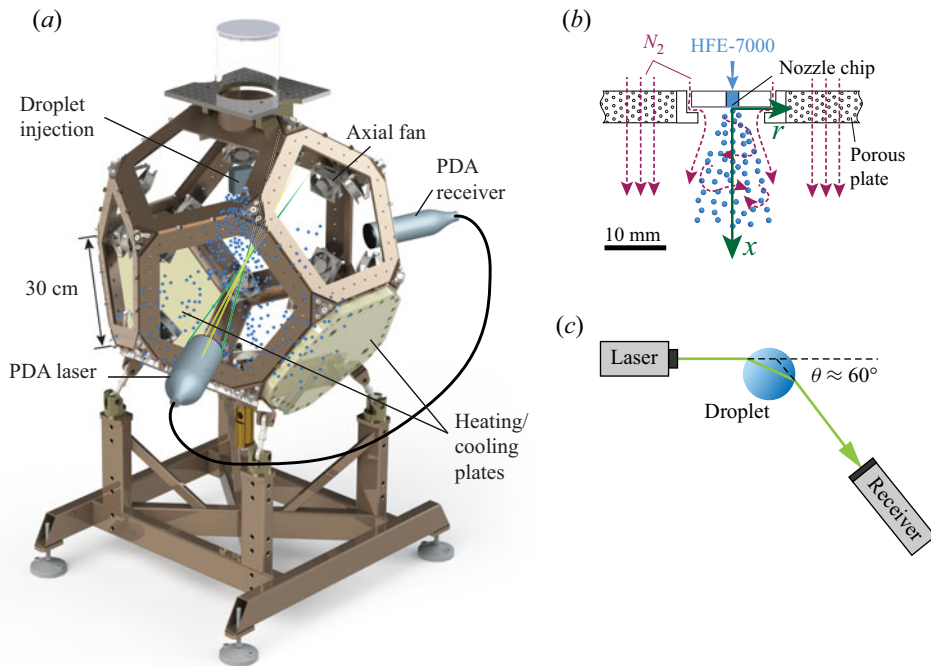 (a)
Droplet
injection
Axial fan
PDA
receiver
30 cm
PDA laser
Heating/
cooling
plates
(b)
N2
HFE-7000
Nozzle chip
r
Porous
plate
10 mm
x
(c)
Laser
θ ≈ 60°
Droplet
Receiver